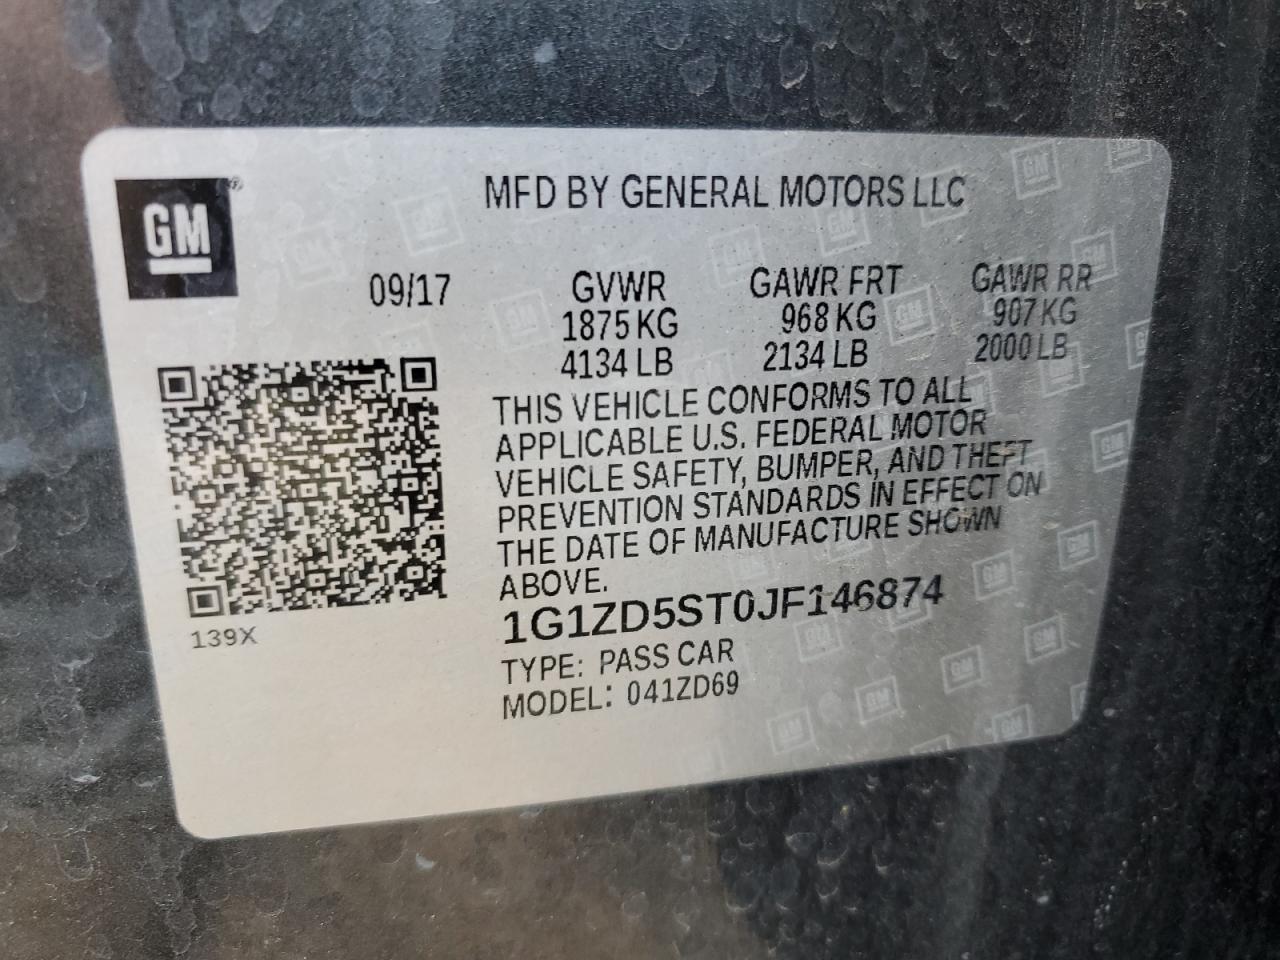 GM
MFD BY GENERAL MOTORS LLC
09/17 GVWR GAWR FRT GAWR RR
1875 KG 968 KG 907 KG
4134 LB 2134 LB 2000 LB
THIS VEHICLE CONFORMS TO ALL
APPLICABLE U.S. FEDERAL MOTOR
VEHICLE SAFETY, BUMPER, AND THEFT
PREVENTION STANDARDS IN EFFECT ON
THE DATE OF MANUFACTURE SHOWN
ABOVE.
1G1ZD5ST0JF146874
139X
TYPE: PASS CAR
MODEL: 041ZD69